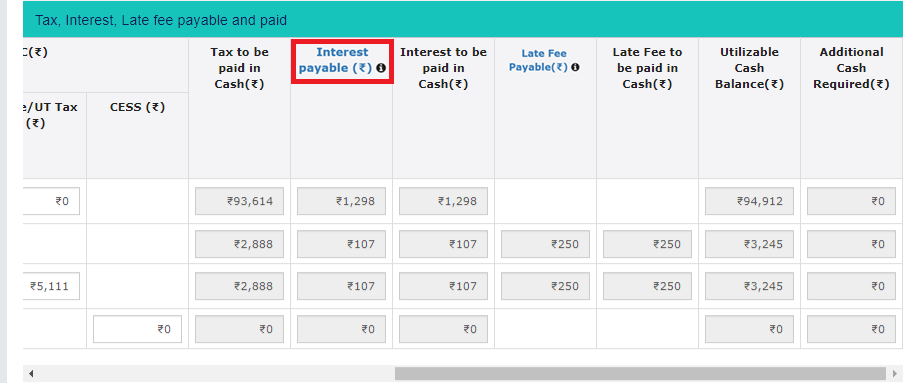 Tax, Interest, Late fee payable and paid
C(₹)
Tax to be paid in Cash(₹)
Interest payable (₹)
Interest to be paid in Cash(₹)
Late Fee Payable(₹)
Late Fee to be paid in Cash(₹)
Utilizable Cash Balance(₹)
Additional Cash Required(₹)
e/UT Tax (₹)
CESS (₹)
₹0 ₹93,614 ₹1,298 ₹1,298 ₹94,912 ₹0
₹2,888 ₹107 ₹107 ₹250 ₹250 ₹3,245 ₹0
₹5,111 ₹2,888 ₹107 ₹107 ₹250 ₹250 ₹3,245 ₹0
₹0 ₹0 ₹0 ₹0 ₹0 ₹0